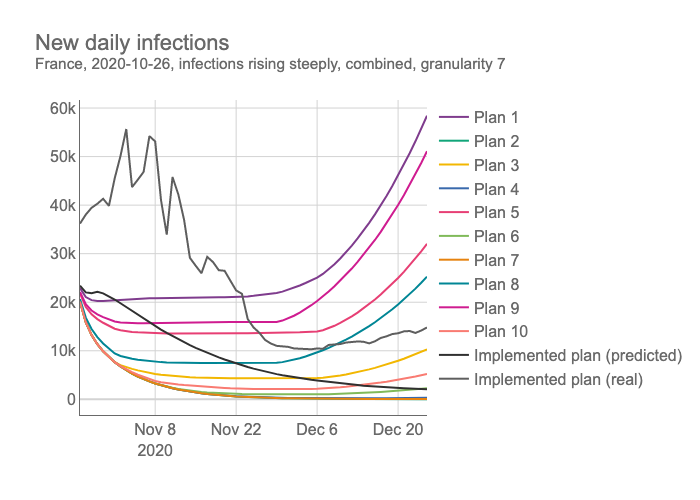 New daily infections
France, 2020-10-26, infections rising steeply, combined, granularity 7
60k
50k
40k
30k
20k
10k
0
Nov 8
2020
Nov 22
Dec 6
Dec 20
Plan 1
Plan 2
Plan 3
Plan 4
Plan 5
Plan 6
Plan 7
Plan 8
Plan 9
Plan 10
Implemented plan (predicted)
Implemented plan (real)